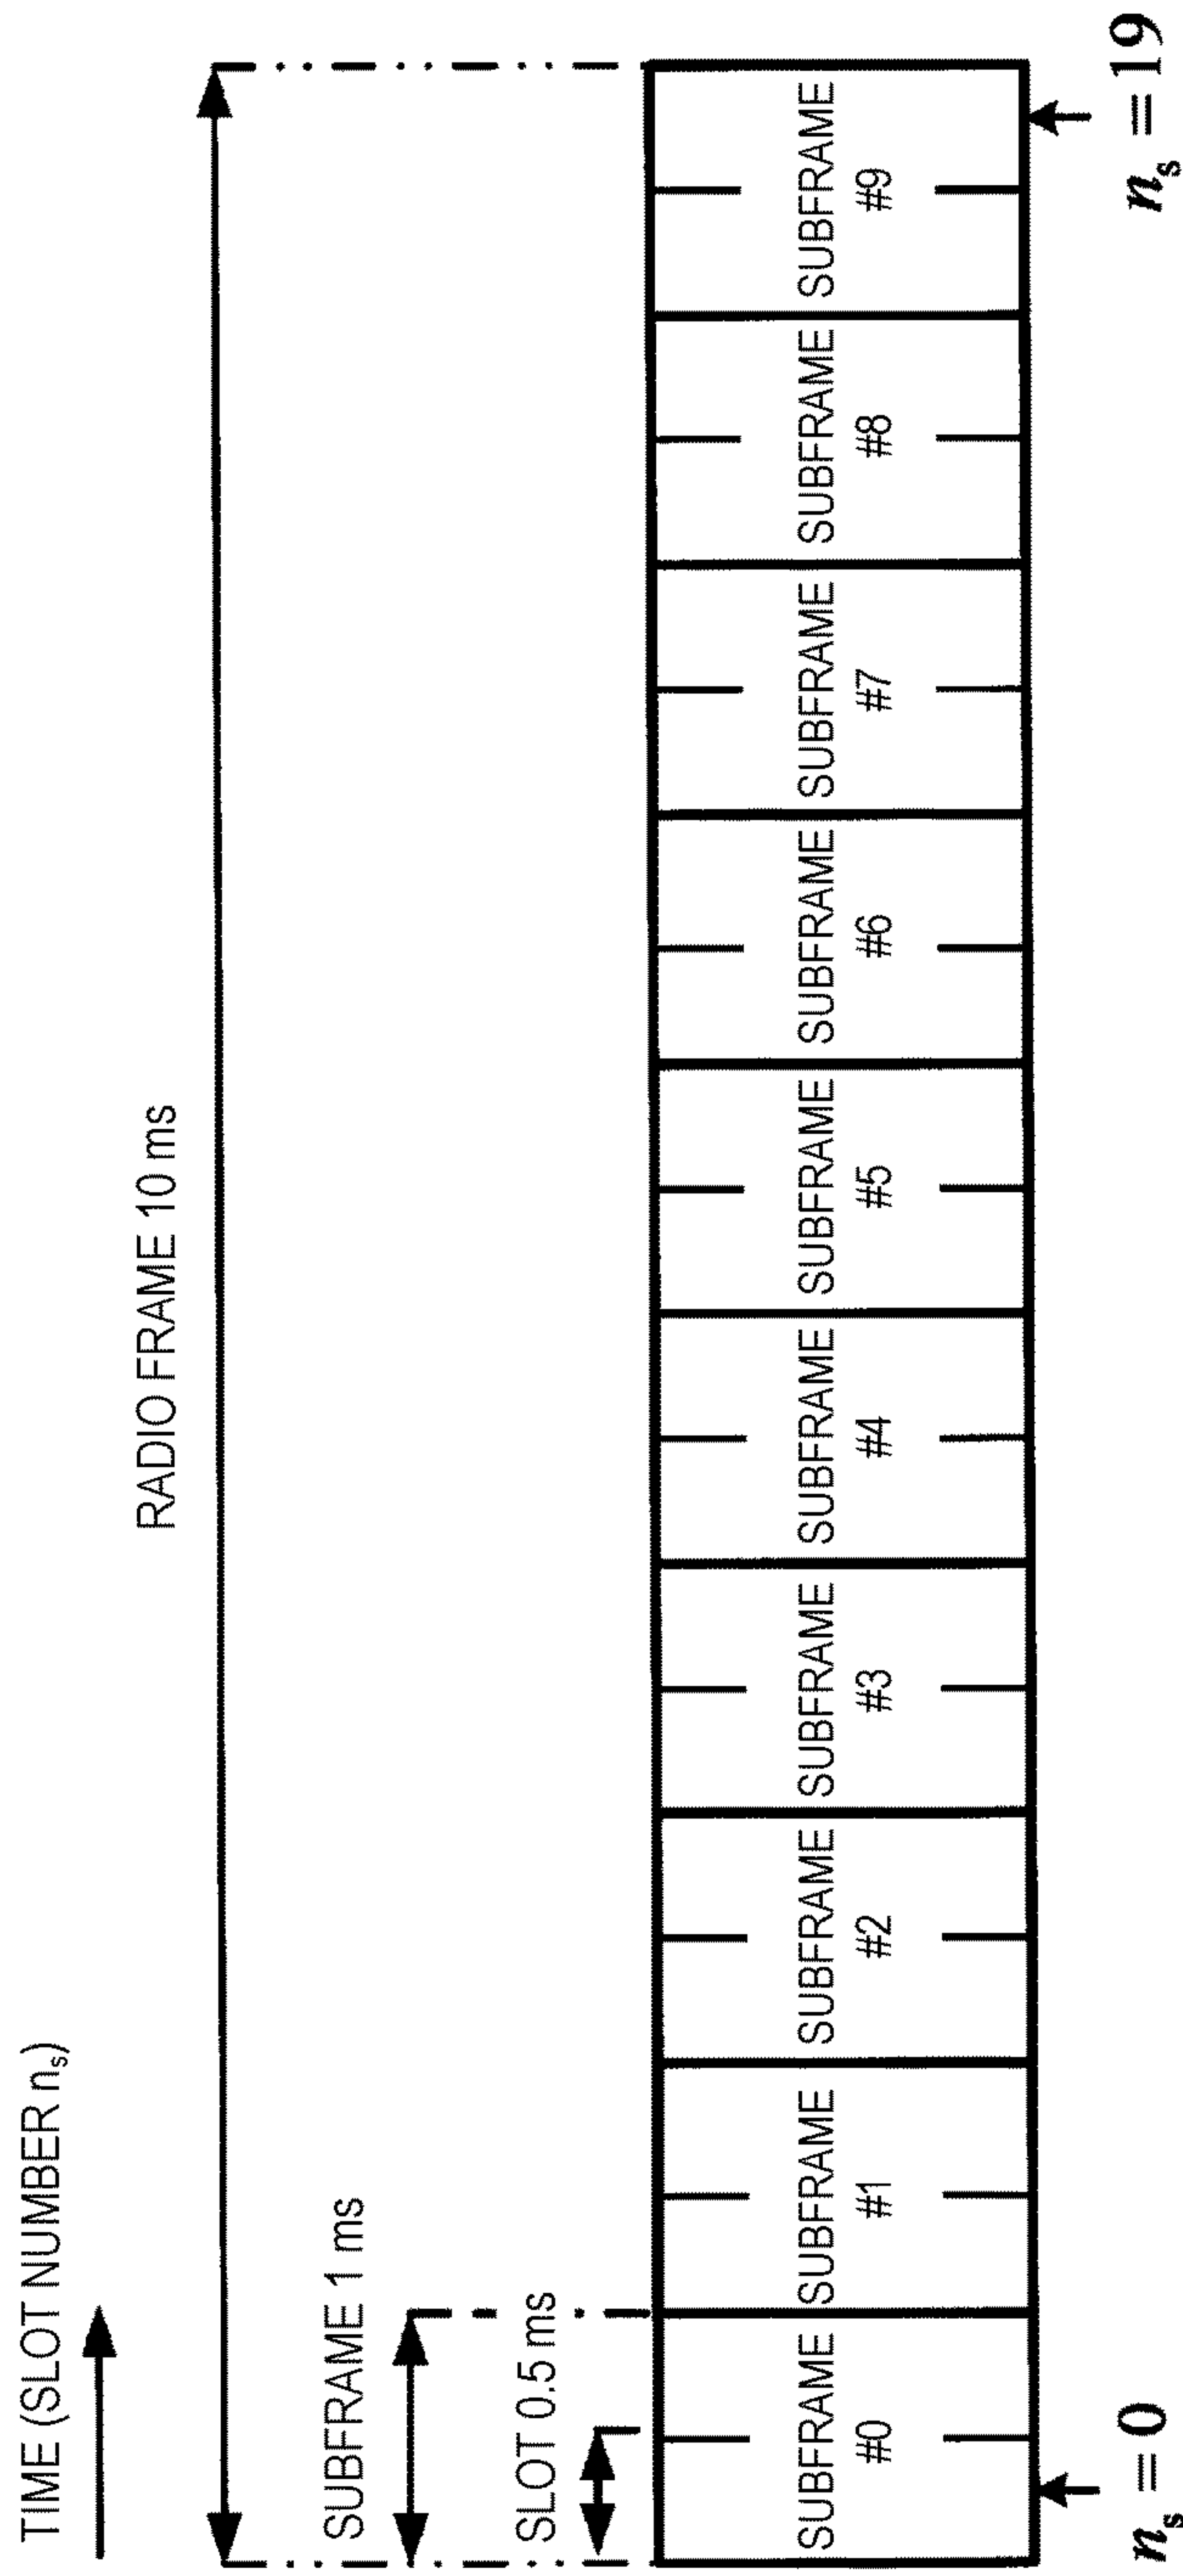 TIME (SLOT NUMBER nₛ)
RADIO FRAME 10 ms
SUBFRAME 1 ms
SLOT 0.5 ms
SUBFRAME
#0
SUBFRAME
#1
SUBFRAME
#2
SUBFRAME
#3
SUBFRAME
#4
SUBFRAME
#5
SUBFRAME
#6
SUBFRAME
#7
SUBFRAME
#8
SUBFRAME
#9
nₛ = 0
nₛ = 19